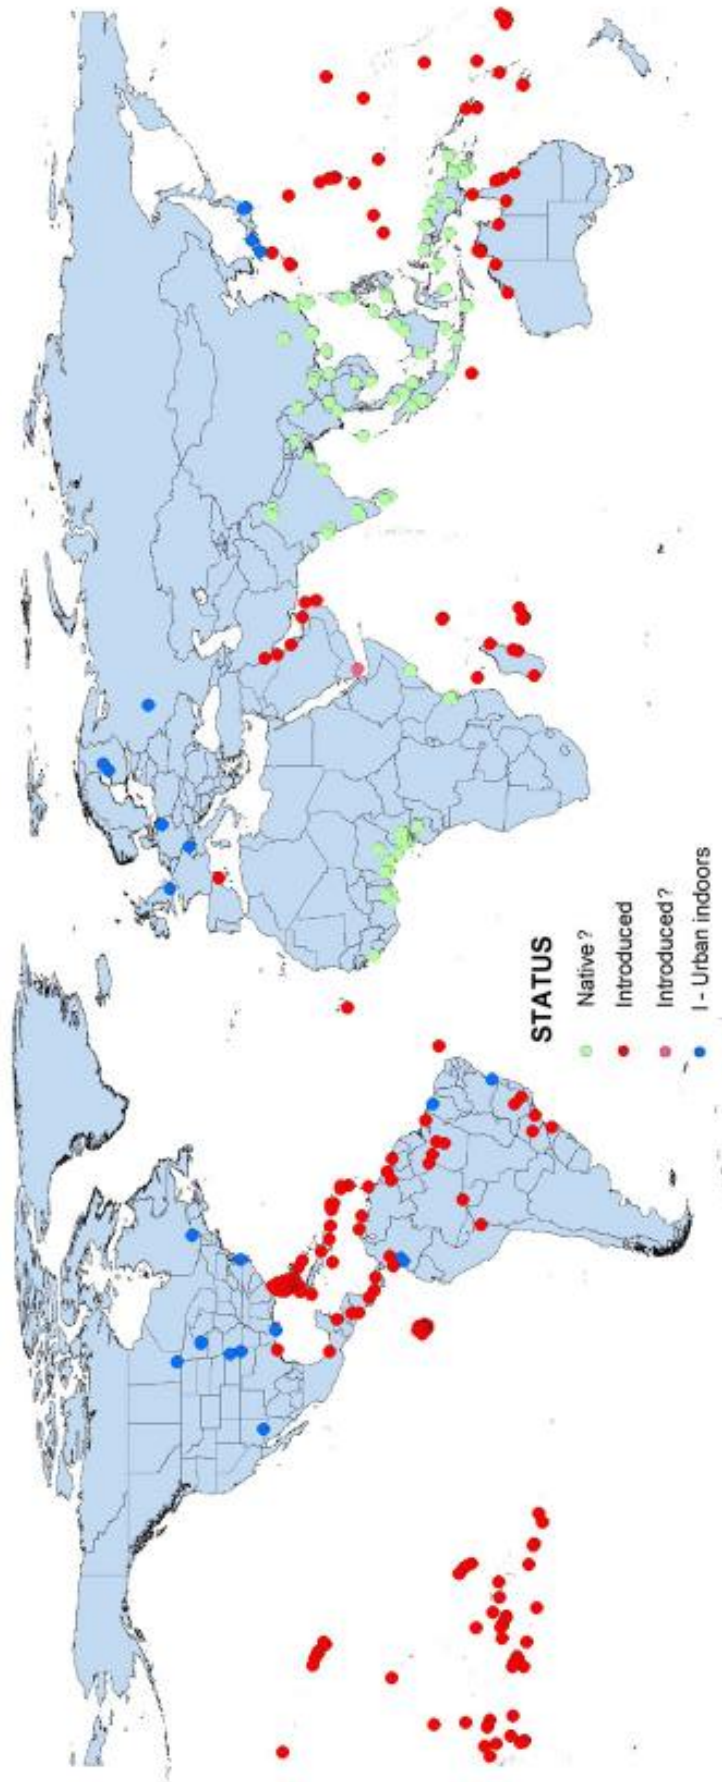 STATUS
Native ?
Introduced
Introduced?
I - Urban indoors